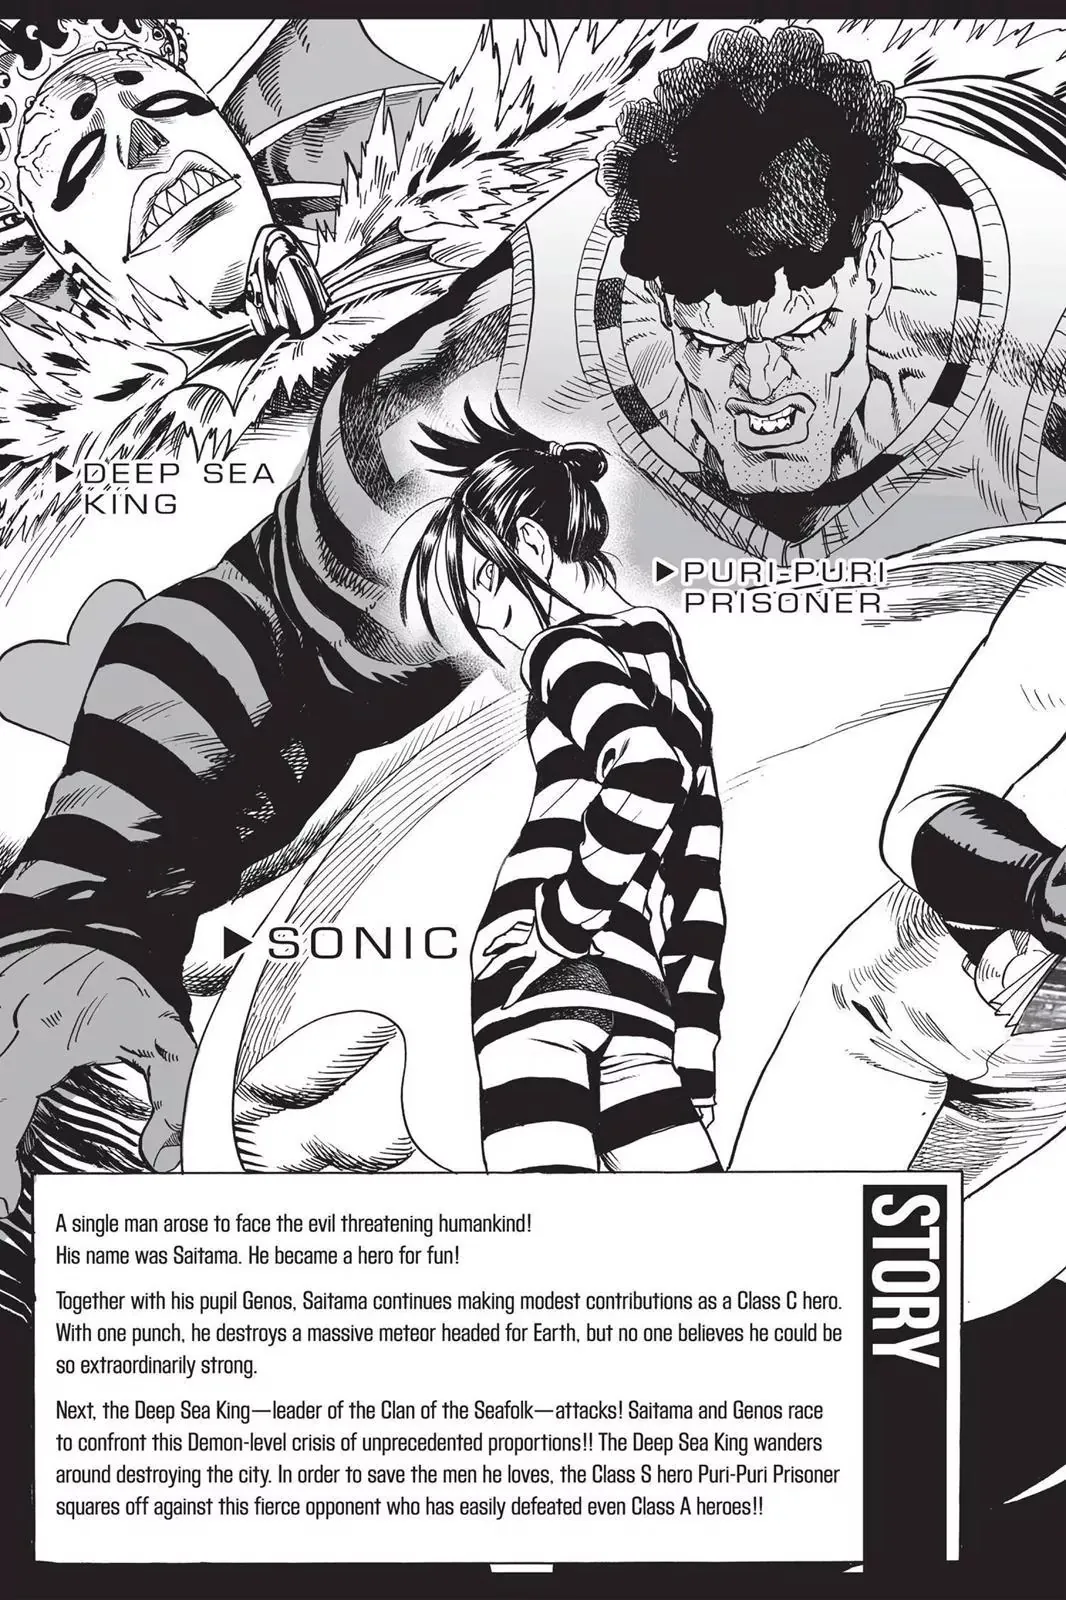 ▶DEEP SEA
KING
▶PURI-PURI
PRISONER
▶SONIC
STORY
A single man arose to face the evil threatening humankind!
His name was Saitama. He became a hero for fun!
Together with his pupil Genos, Saitama continues making modest contributions as a Class C hero.
With one punch, he destroys a massive meteor headed for Earth, but no one believes he could be
so extraordinarily strong.
Next, the Deep Sea King—leader of the Clan of the Seafolk—attacks! Saitama and Genos race
to confront this Demon-level crisis of unprecedented proportions!! The Deep Sea King wanders
around destroying the city. In order to save the men he loves, the Class S hero Puri-Puri Prisoner
squares off against this fierce opponent who has easily defeated even Class A heroes!!